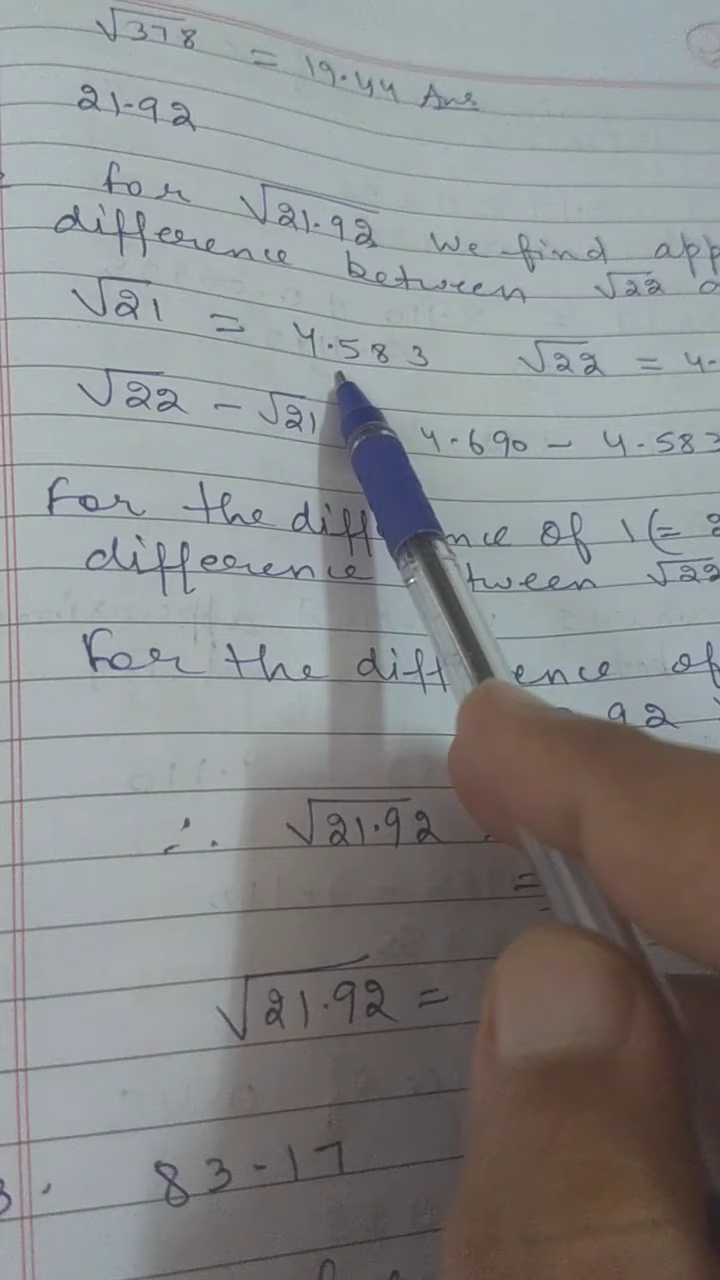 √378 = 19.44 Ans
21.92
for √21.92 we find app
difference between √22
√21 = 4.583 √22 = 4.
√22 - √21 4.690 - 4.583
For the diff nce of 1 (=
difference tween √22
For the diff ence of
92
∴ √21.92
=
√21.92 =
3. 83.17